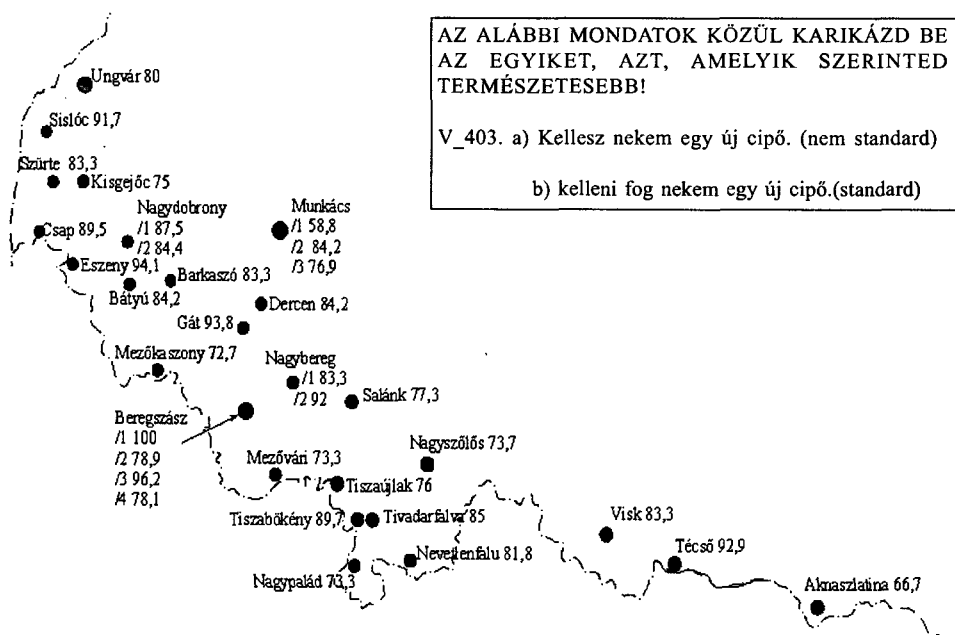 AZ ALÁBBI MONDATOK KÖZÜL KARIKÁZD BE
AZ EGYIKET, AZT, AMELYIK SZERINTED
TERMÉSZETESEBB!
V_403. a) Kellesz nekem egy új cipő. (nem standard)
b) kelleni fog nekem egy új cipő.(standard)
Ungvár 80
Sislóc 91,7
Szürte 83,3
Kisgejőc 75
Nagydobrony
/1 87,5
/2 84,4
Munkács
/1 58,8
/2 84,2
/3 76,9
Csap 89,5
Eszeny 94,1
Barkaszó 83,3
Bátyú 84,2
Dercen 84,2
Gát 93,8
Mezőkaszony 72,7
Nagybereg
/1 83,3
/2 92
Salánk 77,3
Beregszász
/1 100
/2 78,9
/3 96,2
/4 78,1
Nagyszőlős 73,7
Mezővári 73,3
Tiszaújlak 76
Tiszabökény 89,7
Tivadarfalva 85
Visk 83,3
Técső 92,9
Nevetlenfalu 81,8
Nagypalád 73,3
Aknaszlatina 66,7